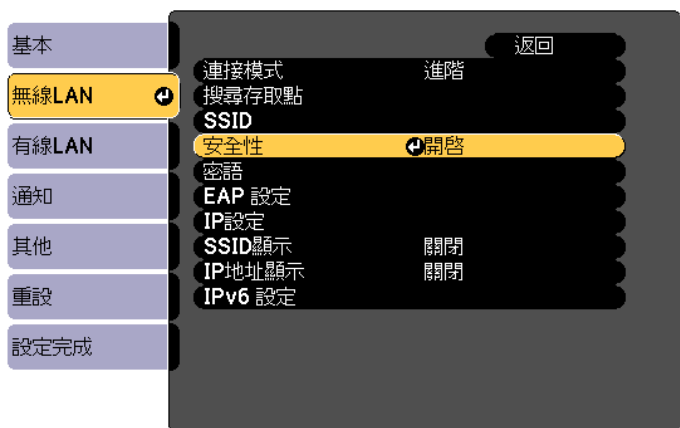 基本
無線LAN
有線LAN
通知
其他
重設
設定完成
返回
連接模式 進階
搜尋存取點
SSID
安全性 開啓
密語
EAP 設定
IP設定
SSID顯示 關閉
IP地址顯示 關閉
IPv6 設定